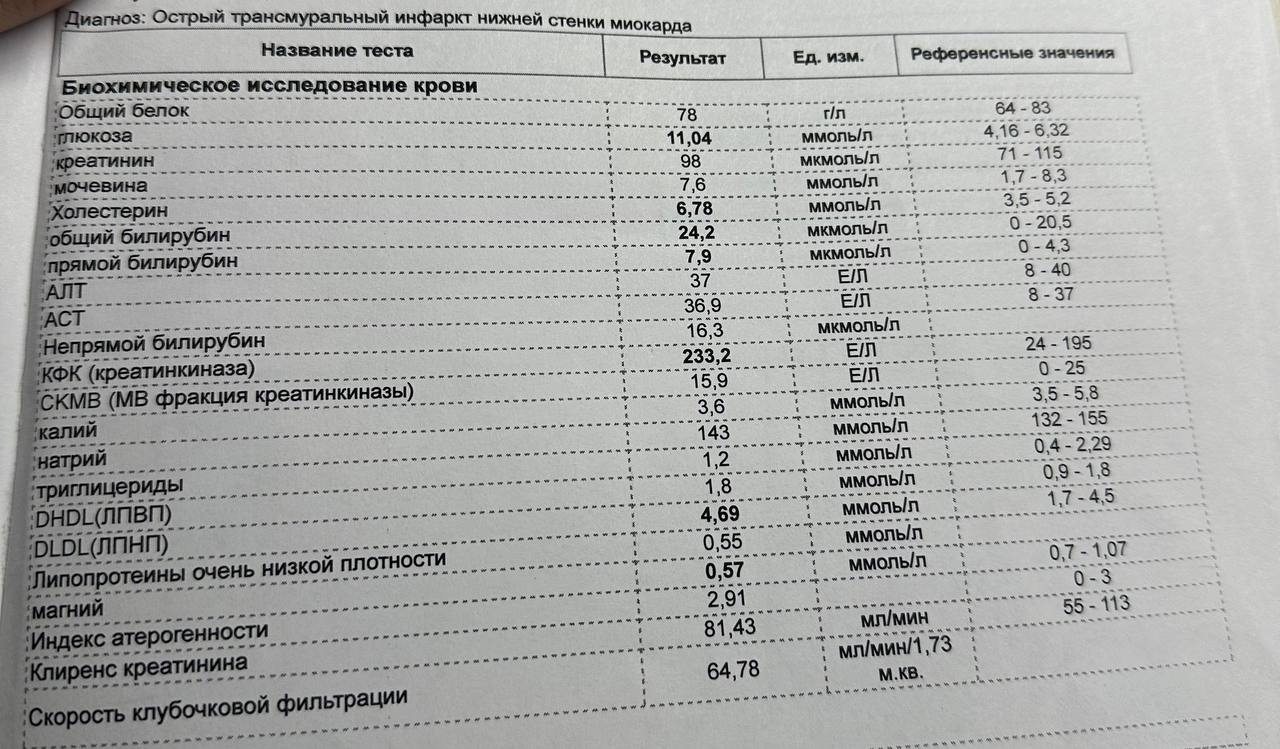 Диагноз: Острый трансмуральный инфаркт нижней стенки миокарда
Название теста Результат Ед. изм. Референсные значения
Биохимическое исследование крови
Общий белок 78 г/л 64 - 83
глюкоза 11,04 ммоль/л 4,16 - 6,32
креатинин 98 мкмоль/л 71 - 115
мочевина 7,6 ммоль/л 1,7 - 8,3
Холестерин 6,78 ммоль/л 3,5 - 5,2
общий билирубин 24,2 мкмоль/л 0 - 20,5
прямой билирубин 7,9 мкмоль/л 0 - 4,3
АЛТ 37 Е/Л 8 - 40
АСТ 36,9 Е/Л 8 - 37
Непрямой билирубин 16,3 мкмоль/л
КФК (креатинкиназа) 233,2 Е/Л 24 - 195
СКМВ (МВ фракция креатинкиназы) 15,9 Е/Л 0 - 25
калий 3,6 ммоль/л 3,5 - 5,8
натрий 143 ммоль/л 132 - 155
триглицериды 1,2 ммоль/л 0,4 - 2,29
DHDL(ЛПВП) 1,8 ммоль/л 0,9 - 1,8
DLDL(ЛПНП) 4,69 ммоль/л 1,7 - 4,5
Липопротеины очень низкой плотности 0,55 ммоль/л
магний 0,57 ммоль/л 0,7 - 1,07
Индекс атерогенности 2,91 0 - 3
Клиренс креатинина 81,43 мл/мин 55 - 113
Скорость клубочковой фильтрации 64,78 мл/мин/1,73
м.кв.